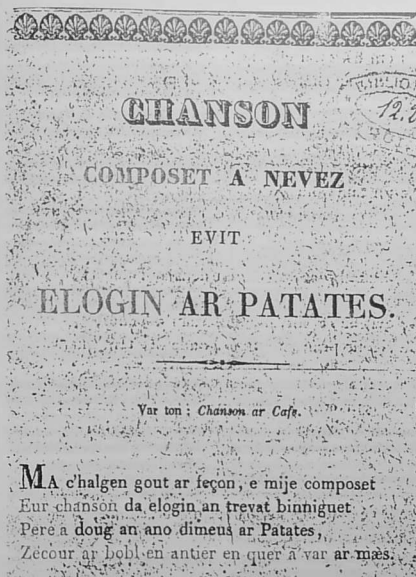 CHANSON
COMPOSET A NEVEZ
EVIT
ELOGIN AR PATATES.
Var ton : Chanson ar Cafe.
MA c'halgen gout ar feçon, e mije composet
Eur chanson da elogin an trevat binniguet
Pere a doug an ano dimeus ar Patates,
Zecour ar bobl en antier en quer a var ar mæs.